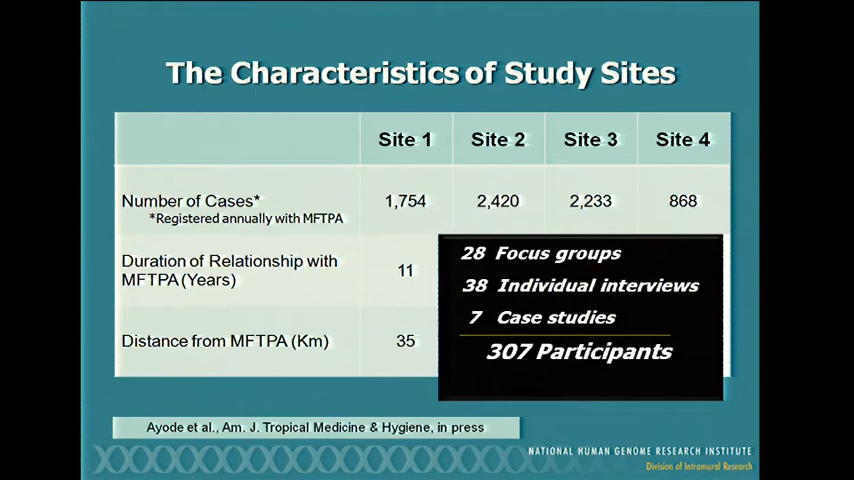 The Characteristics of Study Sites
Site 1 Site 2 Site 3 Site 4
Number of Cases* 1,754 2,420 2,233 868
*Registered annually with MFTPA
Duration of Relationship with
MFTPA (Years) 11
Distance from MFTPA (Km) 35
28 Focus groups
38 Individual interviews
7 Case studies
307 Participants
Ayode et al., Am. J. Tropical Medicine & Hygiene, in press
NATIONAL HUMAN GENOME RESEARCH INSTITUTE
Division of Intramural Research